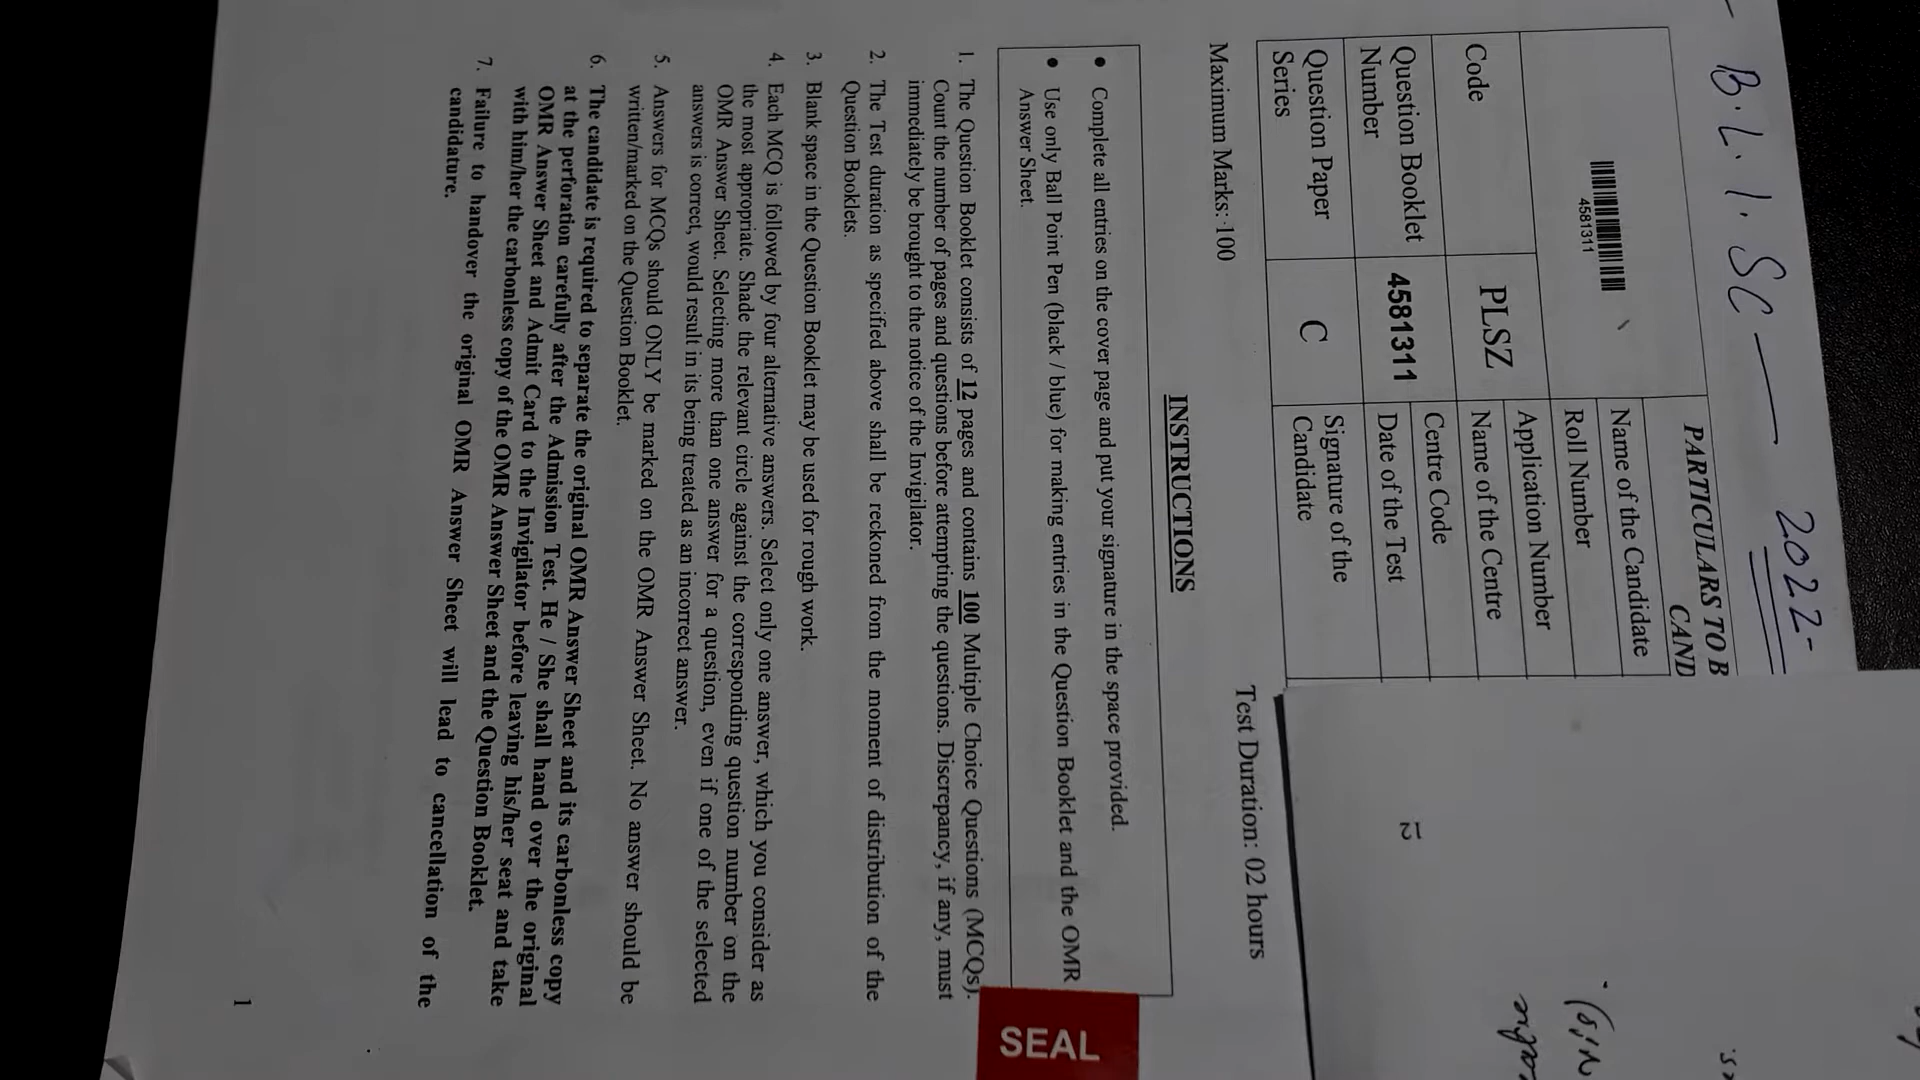 B.L.I.SC — 2022-
PARTICULARS TO B
CAND
4581311
Name of the Candidate
Roll Number
Application Number
Code
PLSZ
Name of the Centre
Centre Code
Question Booklet
Number
4581311
Date of the Test
Question Paper
Series
C
Signature of the
Candidate
Maximum Marks: 100
Test Duration: 02 hours
INSTRUCTIONS
• Complete all entries on the cover page and put your signature in the space provided.
• Use only Ball Point Pen (black / blue) for making entries in the Question Booklet and the OMR
Answer Sheet.
1. The Question Booklet consists of 12 pages and contains 100 Multiple Choice Questions (MCQs).
Count the number of pages and questions before attempting the questions. Discrepancy, if any, must
immediately be brought to the notice of the Invigilator.
2. The Test duration as specified above shall be reckoned from the moment of distribution of the
Question Booklets.
3. Blank space in the Question Booklet may be used for rough work.
4. Each MCQ is followed by four alternative answers. Select only one answer, which you consider as
the most appropriate. Shade the relevant circle against the corresponding question number on the
OMR Answer Sheet. Selecting more than one answer for a question, even if one of the selected
answers is correct, would result in its being treated as an incorrect answer.
5. Answers for MCQs should ONLY be marked on the OMR Answer Sheet. No answer should be
written/marked on the Question Booklet.
6. The candidate is required to separate the original OMR Answer Sheet and its carbonless copy
at the perforation carefully after the Admission Test. He / She shall hand over the original
OMR Answer Sheet and Admit Card to the Invigilator before leaving his/her seat and take
with him/her the carbonless copy of the OMR Answer Sheet and the Question Booklet.
7. Failure to handover the original OMR Answer Sheet will lead to cancellation of the
candidature.
SEAL
1